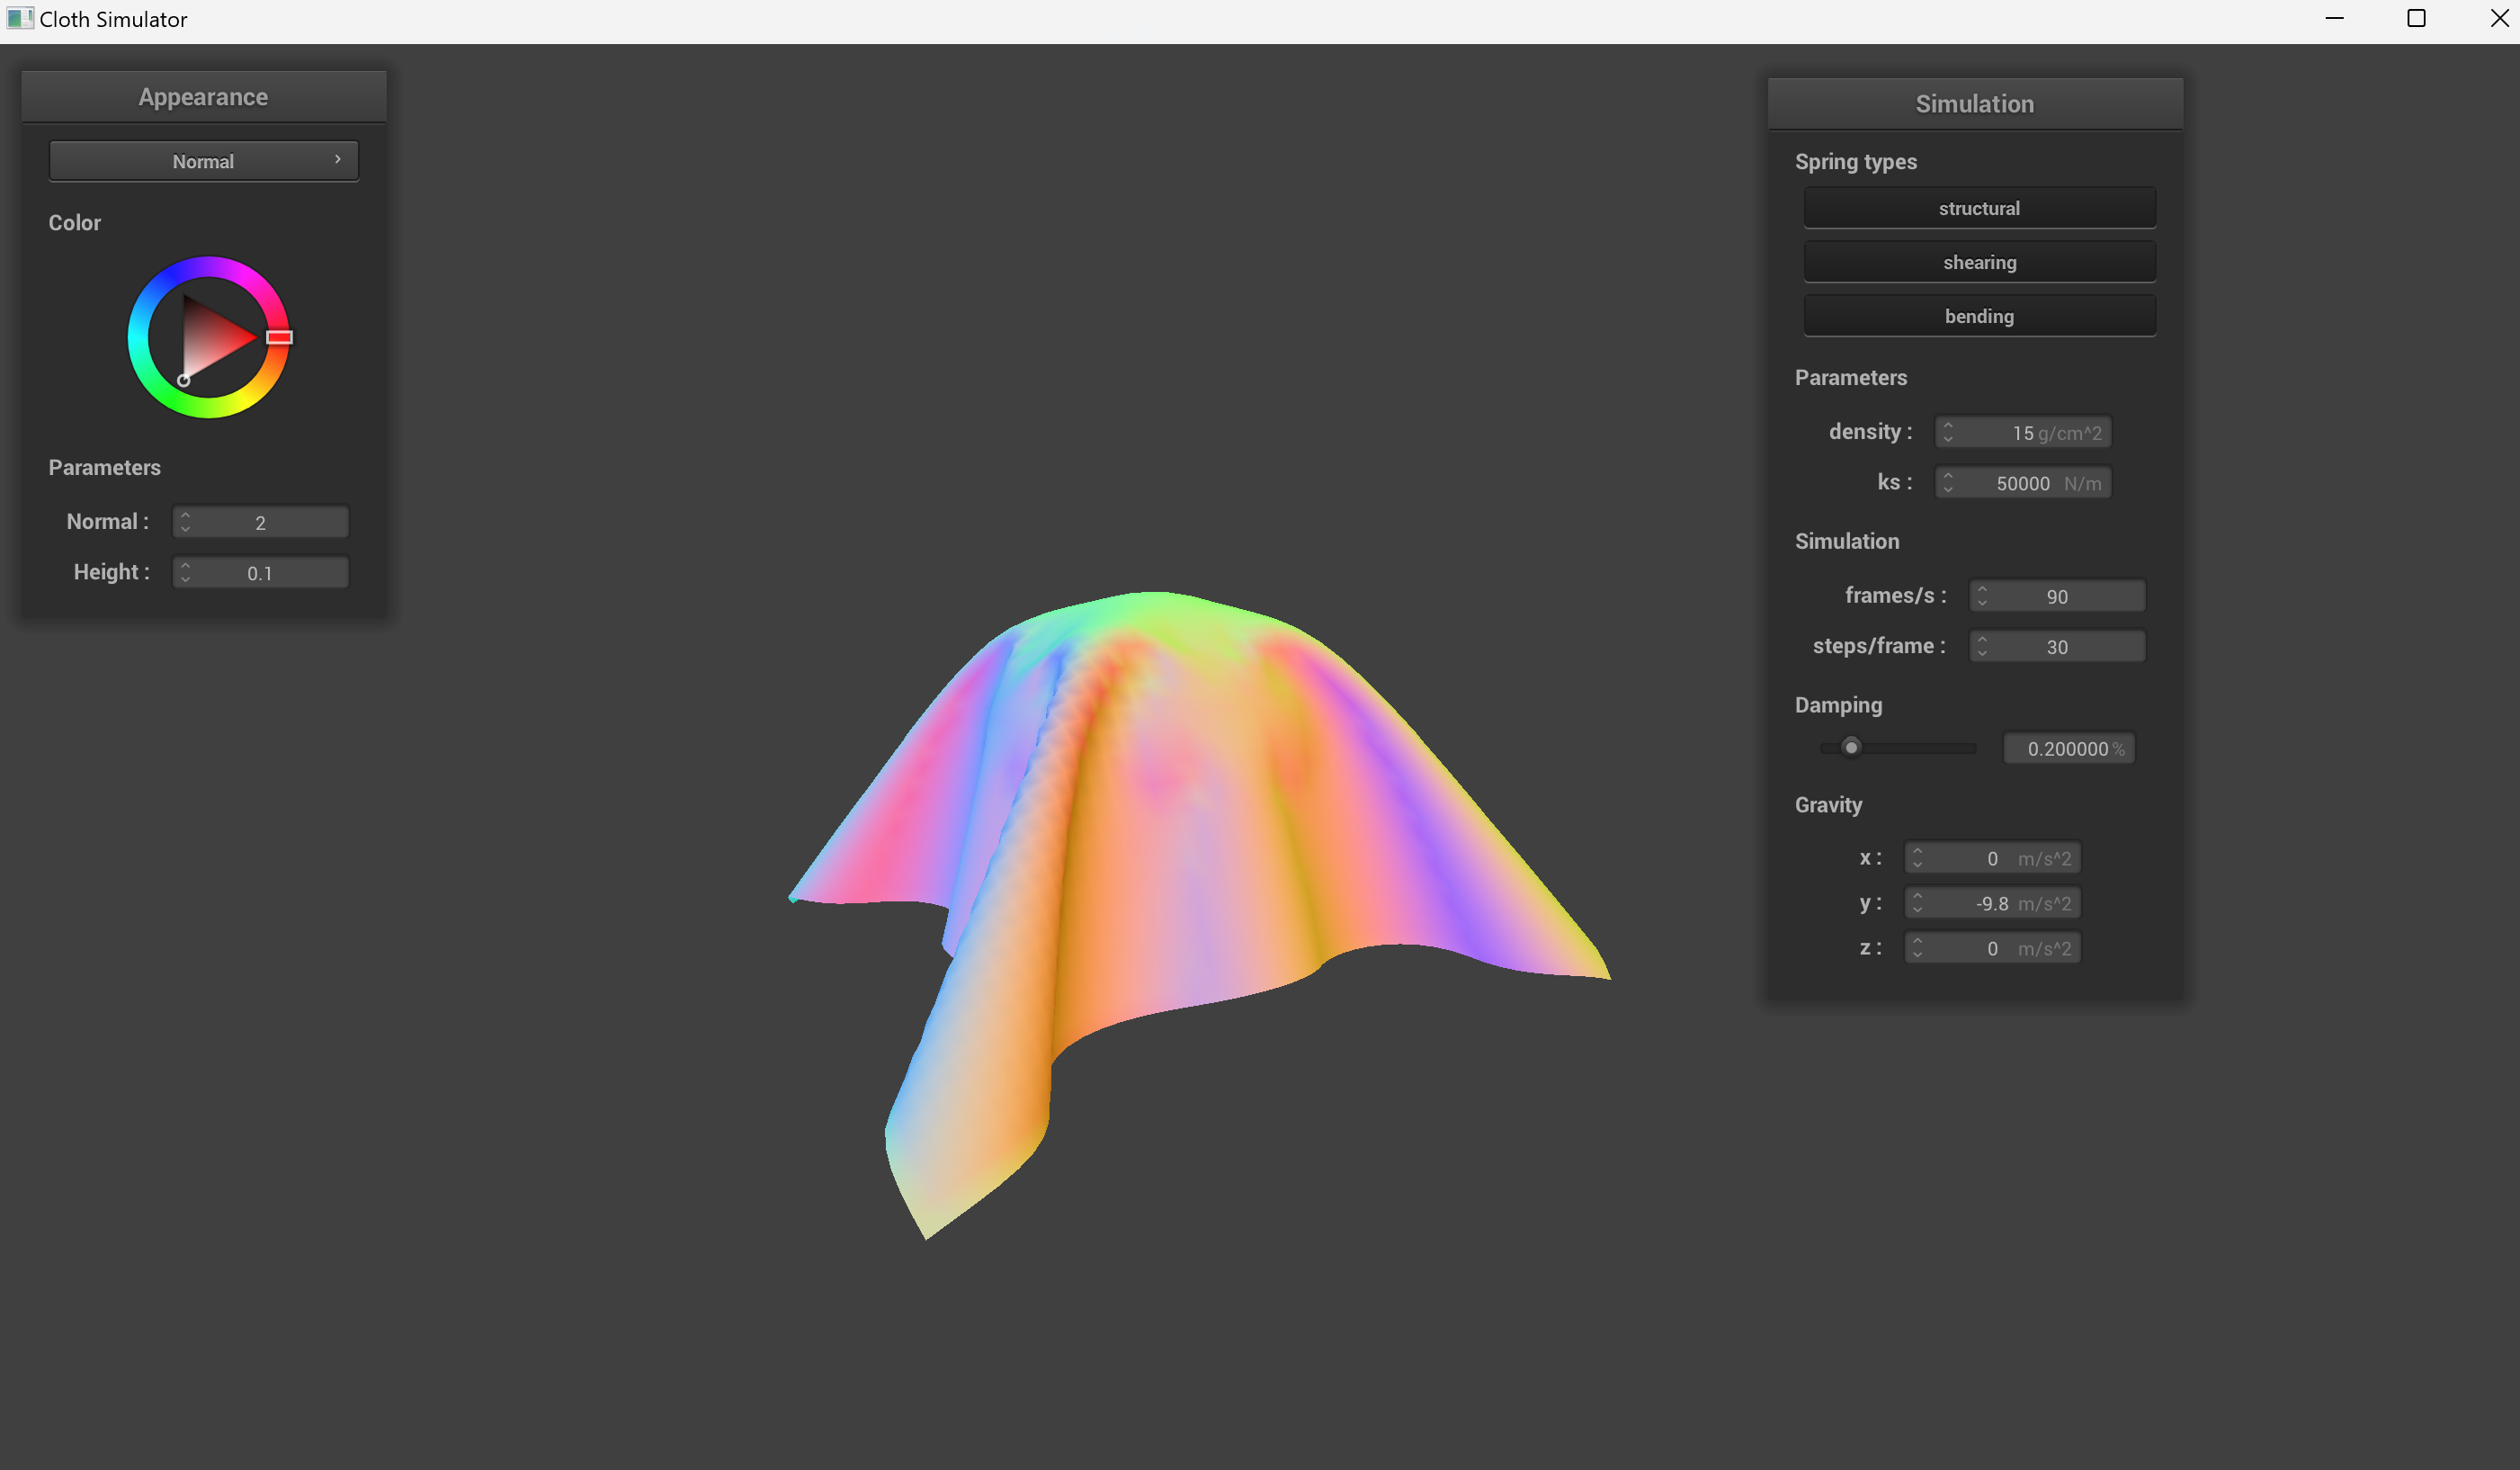 Cloth Simulator
Appearance
Normal
Color
Parameters
Normal : 2
Height : 0.1
Simulation
Spring types
structural
shearing
bending
Parameters
density : 15 g/cm^2
ks : 50000 N/m
Simulation
frames/s : 90
steps/frame : 30
Damping
0.200000 %
Gravity
x : 0 m/s^2
y : -9.8 m/s^2
z : 0 m/s^2